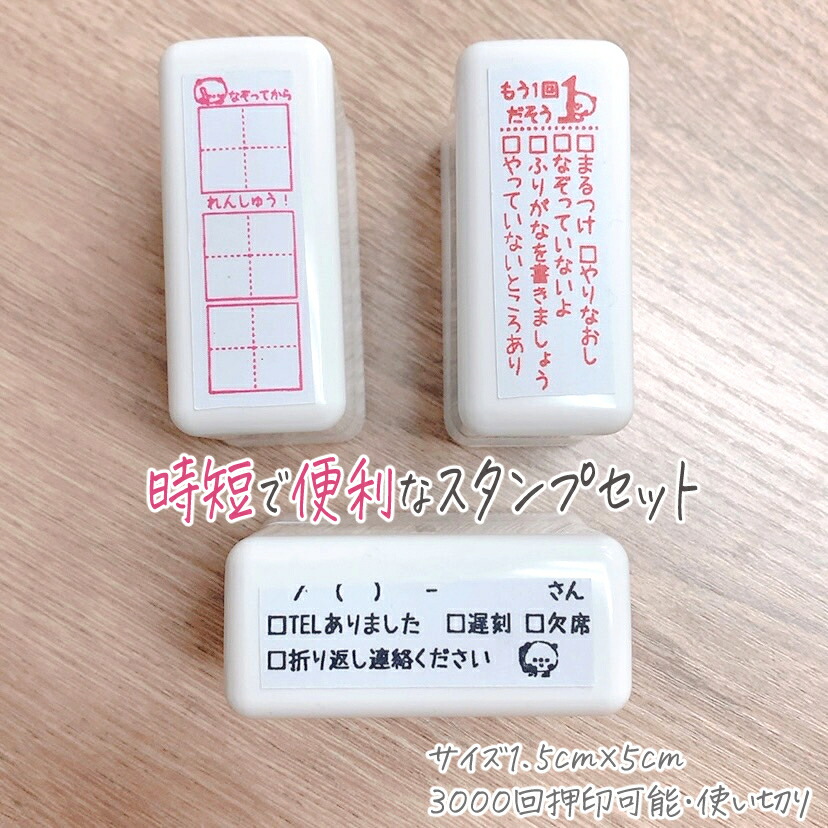 なぞってから
れんしゅう!
もう1回
だそう
□まるつけ □やりなおし
□なぞっていないよ
□ふりがなを書きましょう
□やっていないところあり
時短で便利なスタンプセット
/ ( ) - さん
□TELありました □遅刻 □欠席
□折り返し連絡ください
サイズ1.5cm×5cm
3000回押印可能・使い切り